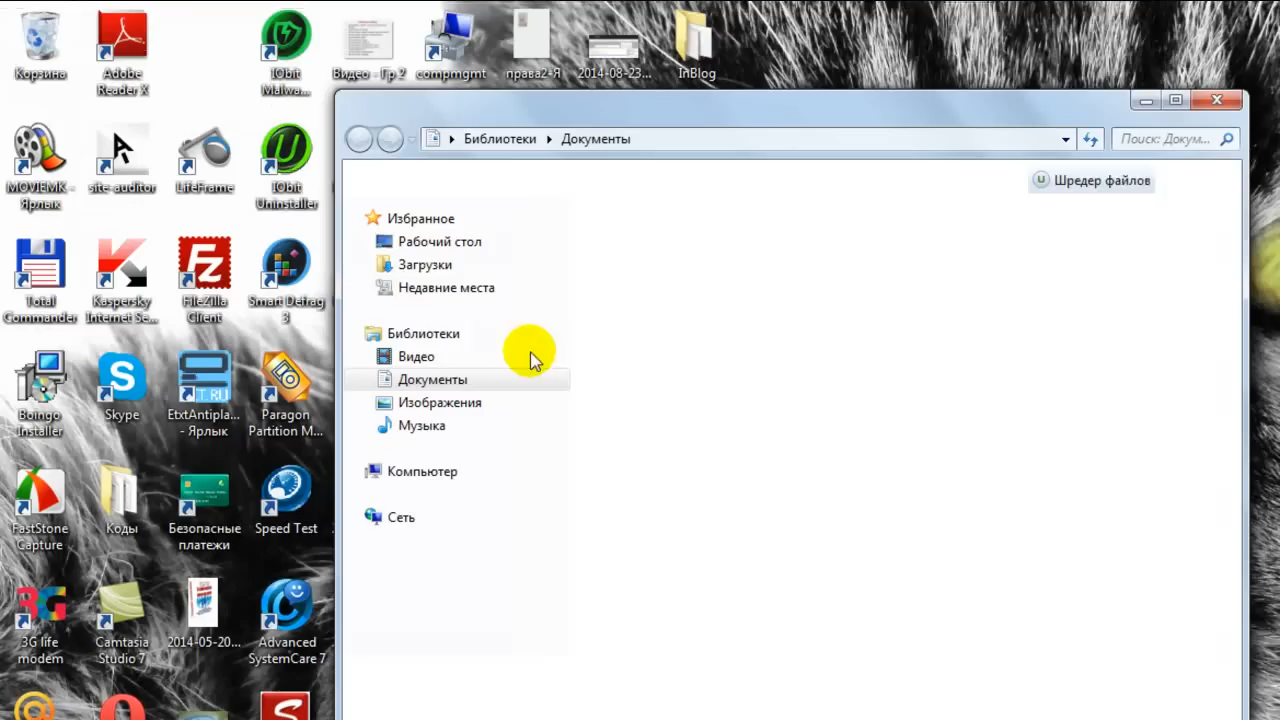 Корзина
Adobe
Reader X
IObit
Malwa...
Видео - Гр 2
compmgmt
права2-Я
2014-08-23...
InBlog
MOVIEMK -
Ярлык
site-auditor
LifeFrame
IObit
Uninstaller
Total
Commander
Kaspersky
Internet Se...
FileZilla
Client
Smart Defrag
3
Boingo
Installer
Skype
EtxtAntipla...
- Ярлык
Paragon
Partition M...
FastStone
Capture
Коды
Безопасные
платежи
Speed Test
3G life
modem
Camtasia
Studio 7
2014-05-20...
Advanced
SystemCare 7
Библиотеки
Документы
Поиск: Докум...
Шредер файлов
Избранное
Рабочий стол
Загрузки
Недавние места
Библиотеки
Видео
Документы
Изображения
Музыка
Компьютер
Сеть